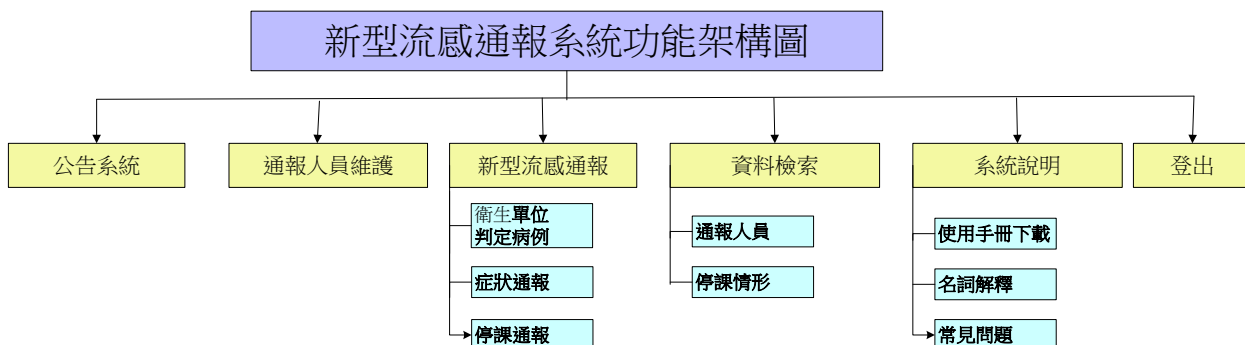 新型流感通報系統功能架構圖
公告系統
通報人員維護
新型流感通報
資料檢索
系統說明
登出
衛生單位
判定病例
症狀通報
停課通報
通報人員
停課情形
使用手冊下載
名詞解釋
常見問題